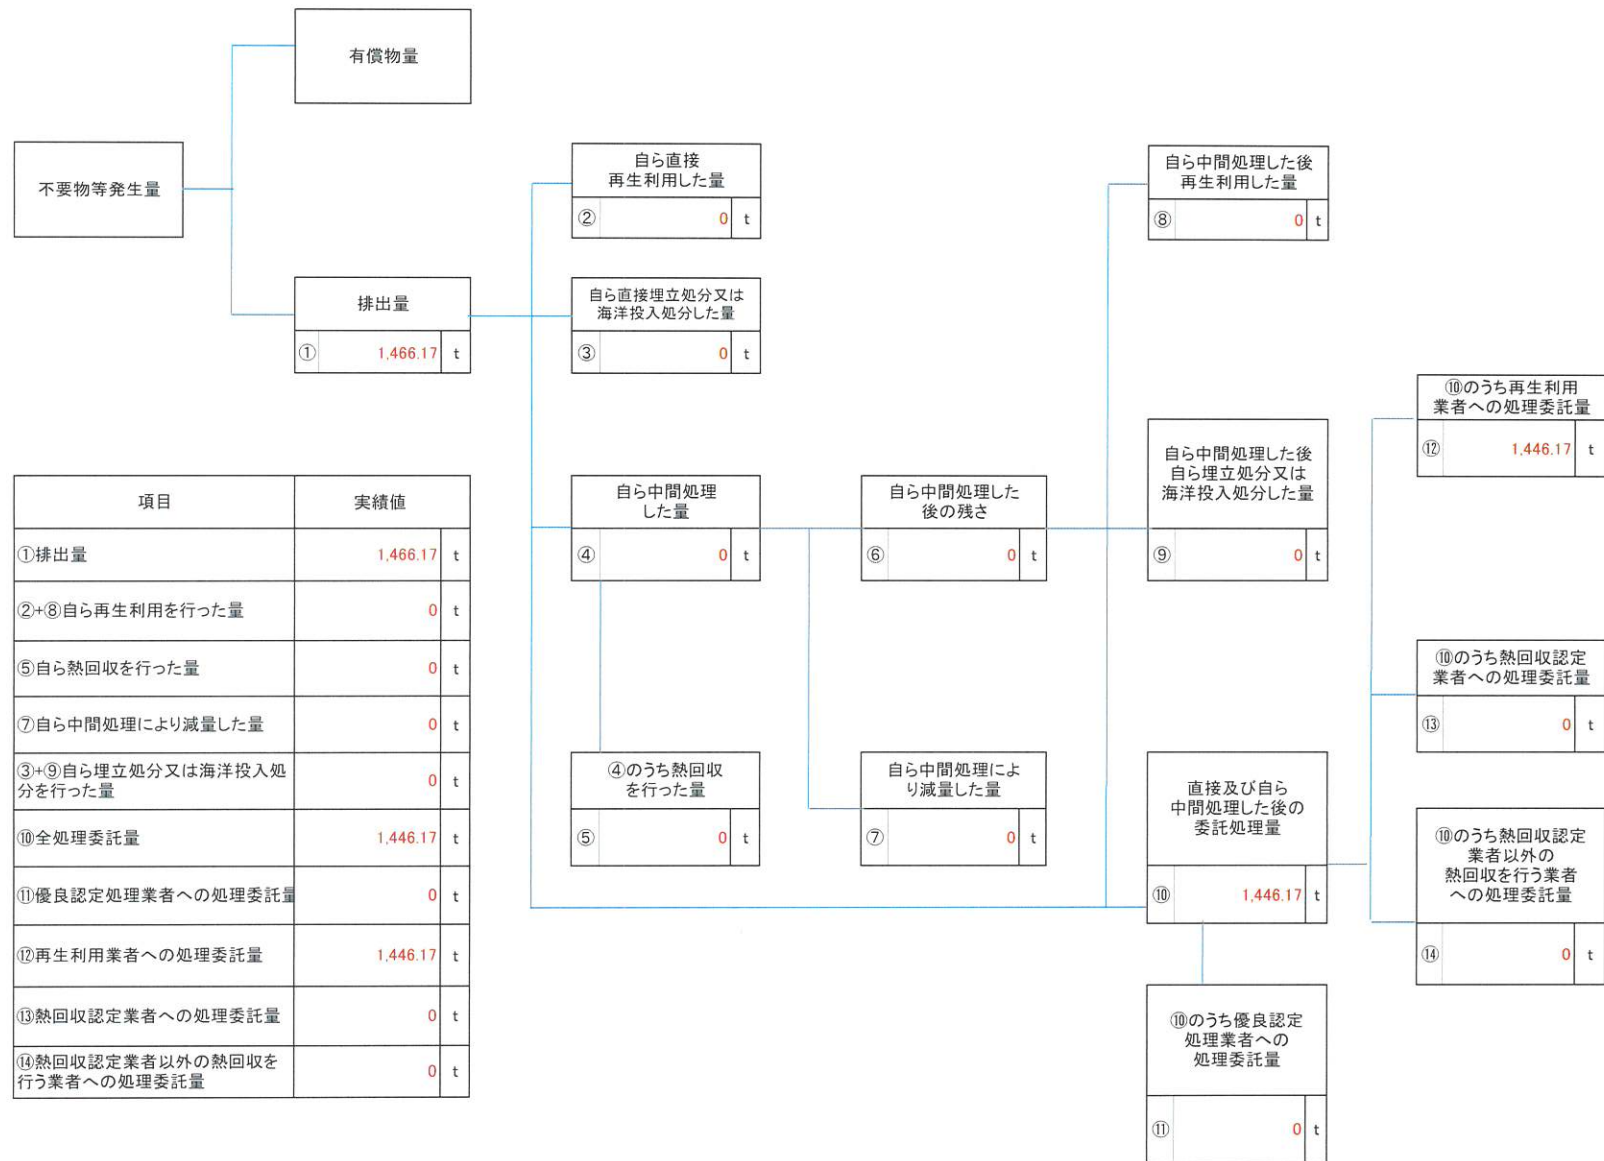 有償物量
不要物等発生量
排出量
① 1,466.17 t
自ら直接
再生利用した量
② 0 t
自ら直接埋立処分又は
海洋投入処分した量
③ 0 t
自ら中間処理
した量
④ 0 t
④のうち熱回収
を行った量
⑤ 0 t
自ら中間処理した
後の残さ
⑥ 0 t
自ら中間処理によ
り減量した量
⑦ 0 t
自ら中間処理した後
再生利用した量
⑧ 0 t
自ら中間処理した後
自ら埋立処分又は
海洋投入処分した量
⑨ 0 t
直接及び自ら
中間処理した後の
委託処理量
⑩ 1,446.17 t
⑩のうち優良認定
処理業者への
処理委託量
⑪ 0 t
⑩のうち再生利用
業者への処理委託量
⑫ 1,446.17 t
⑩のうち熱回収認定
業者への処理委託量
⑬ 0 t
⑩のうち熱回収認定
業者以外の
熱回収を行う業者
への処理委託量
⑭ 0 t
項目 実績値
①排出量 1,466.17 t
②+⑧自ら再生利用を行った量 0 t
⑤自ら熱回収を行った量 0 t
⑦自ら中間処理により減量した量 0 t
③+⑨自ら埋立処分又は海洋投入処
分を行った量 0 t
⑩全処理委託量 1,446.17 t
⑪優良認定処理業者への処理委託量 0 t
⑫再生利用業者への処理委託量 1,446.17 t
⑬熱回収認定業者への処理委託量 0 t
⑭熱回収認定業者以外の熱回収を
行う業者への処理委託量 0 t